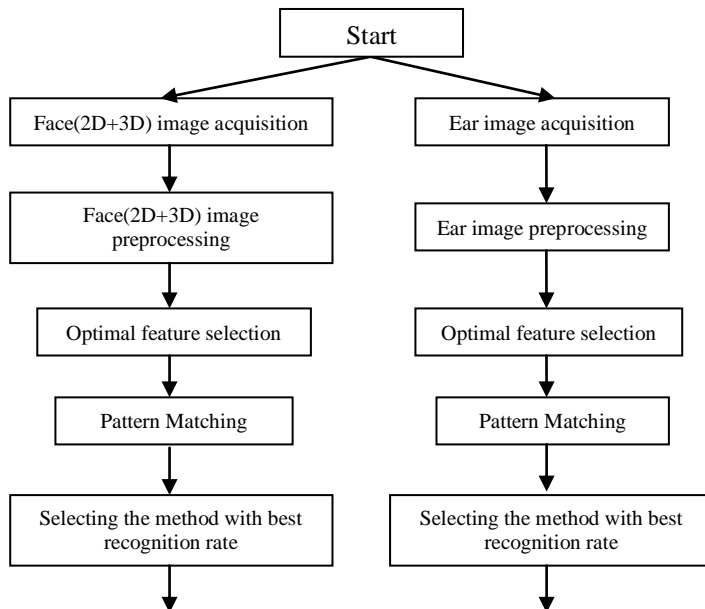 Start
Face(2D+3D) image acquisition
Ear image acquisition
Face(2D+3D) image
preprocessing
Ear image preprocessing
Optimal feature selection
Optimal feature selection
Pattern Matching
Pattern Matching
Selecting the method with best
recognition rate
Selecting the method with best
recognition rate